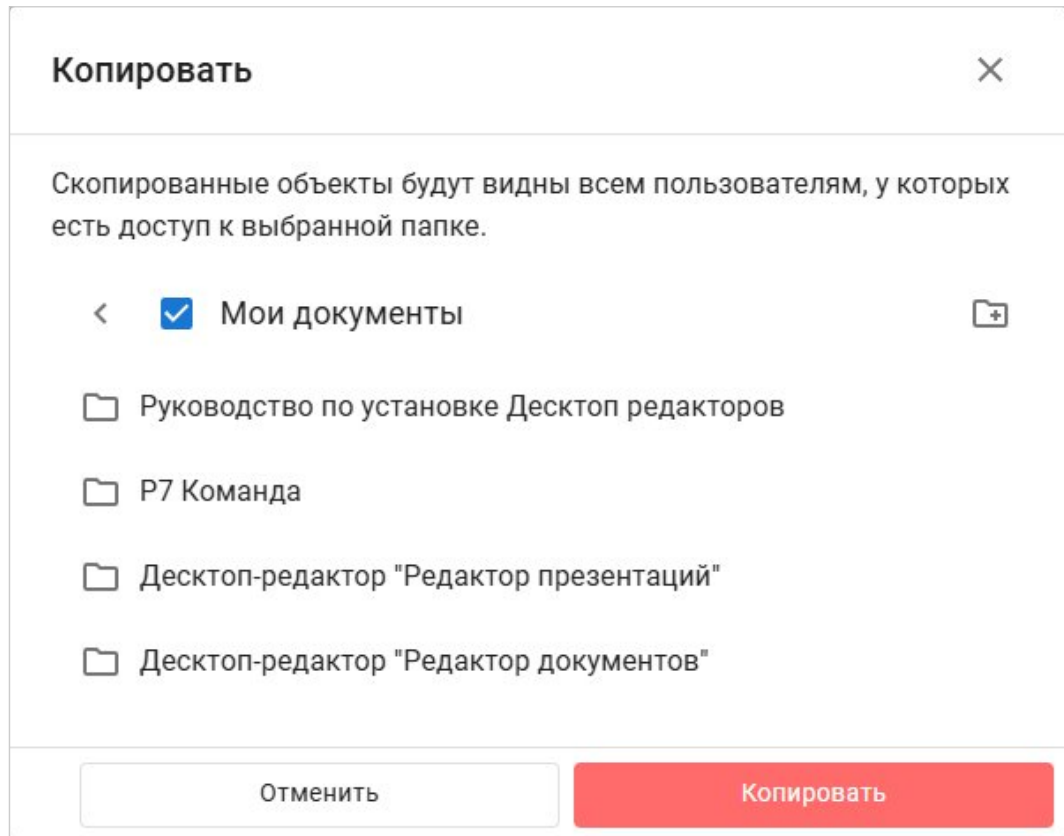 Копировать
Скопированные объекты будут видны всем пользователям, у которых
есть доступ к выбранной папке.
Мои документы
Руководство по установке Десктоп редакторов
Р7 Команда
Десктоп-редактор "Редактор презентаций"
Десктоп-редактор "Редактор документов"
Отменить
Копировать